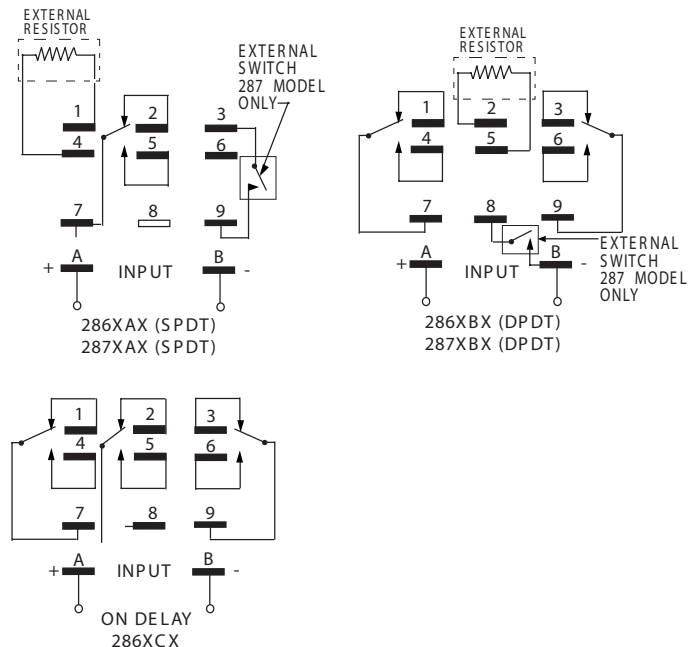 EXTERNAL
RESISTOR
EXTERNAL
SWITCH
287 MODEL
ONLY
1
2
3
4
5
6
7
8
9
A
B
+
INPUT
-
286XAX (SPDT)
287XAX (SPDT)
EXTERNAL
RESISTOR
1
2
3
4
5
6
7
8
9
A
B
+
INPUT
-
EXTERNAL
SWITCH
287 MODEL
ONLY
286XBX (DPDT)
287XBX (DPDT)
1
2
3
4
5
6
7
8
9
A
B
+
INPUT
-
ON DELAY
286XCX